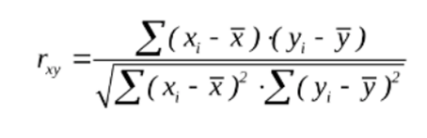 r_xy = ∑(x_i - x̅)·(y_i - y̅) / √∑(x_i - x̅)² · ∑(y_i - y̅)²